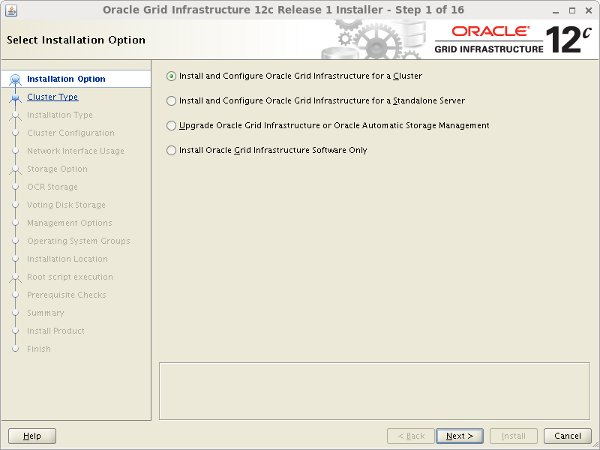 Oracle Grid Infrastructure 12c Release 1 Installer - Step 1 of 16
Select Installation Option
ORACLE
GRID INFRASTRUCTURE 12c
Installation Option
Cluster Type
Installation Type
Cluster Configuration
Network Interface Usage
Storage Option
OCR Storage
Voting Disk Storage
Management Options
Operating System Groups
Installation Location
Root script execution
Prerequisite Checks
Summary
Install Product
Finish
Install and Configure Oracle Grid Infrastructure for a Cluster
Install and Configure Oracle Grid Infrastructure for a Standalone Server
Upgrade Oracle Grid Infrastructure or Oracle Automatic Storage Management
Install Oracle Grid Infrastructure Software Only
Help
< Back
Next >
Install
Cancel